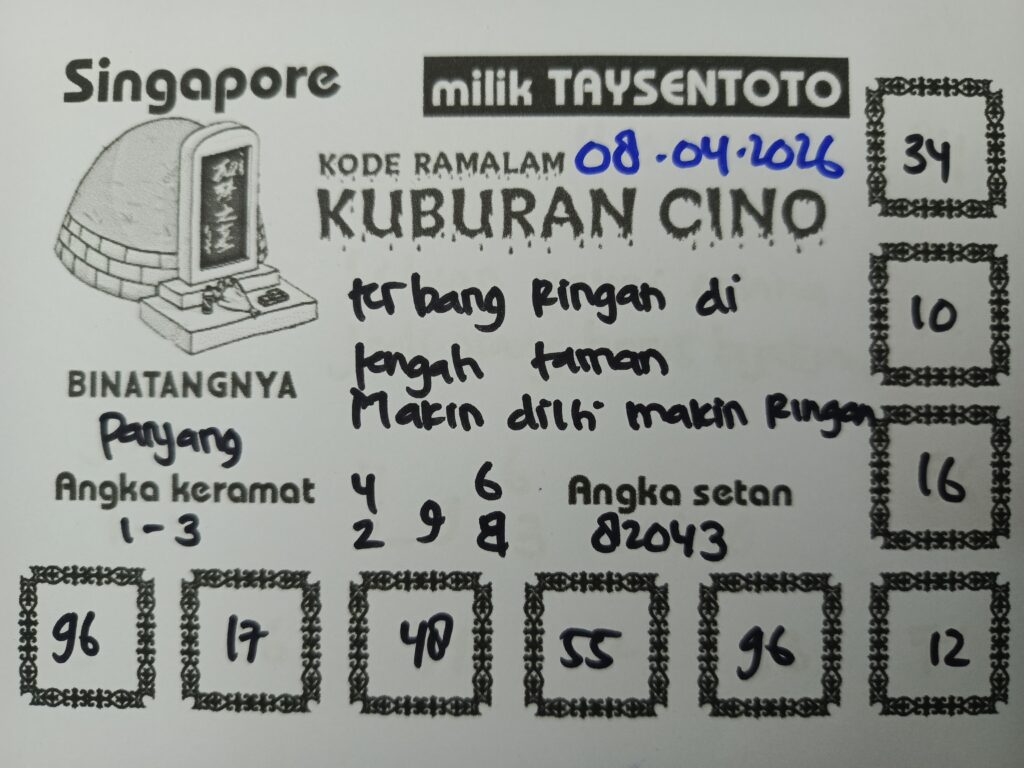 Singapore
milik TAYSENTOTO
KODE RAMALAM 08.04.2026
KUBURAN CINO
34
terbang Ringan di
10
tengah taman
BINATANGNYA
Makin dilihi makin Ringan
Panjang
16
Angka keramat
4 6
Angka setan
1-3
2 9 8
82043
96 17 48 55 96 12